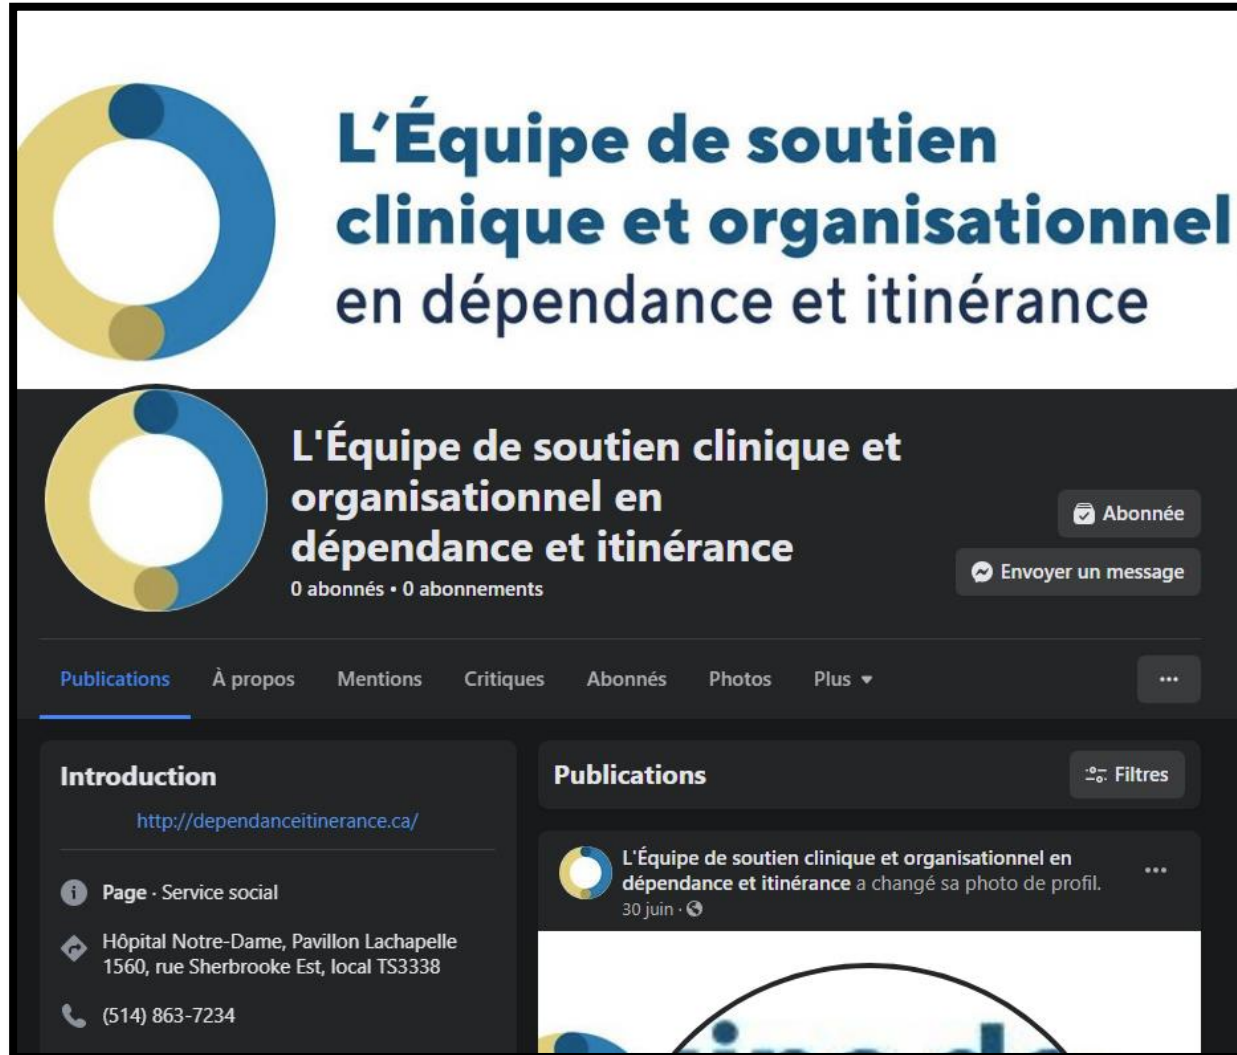 L'Équipe de soutien
clinique et organisationnel
en dépendance et itinérance
L'Équipe de soutien clinique et
organisationnel en
dépendance et itinérance
0 abonnés • 0 abonnements
Abonnée
Envoyer un message
Publications
À propos
Mentions
Critiques
Abonnés
Photos
Plus
Introduction
http://dependanceitinerance.ca/
Page · Service social
Hôpital Notre-Dame, Pavillon Lachapelle
1560, rue Sherbrooke Est, local TS3338
(514) 863-7234
Publications
Filtres
L'Équipe de soutien clinique et organisationnel en
dépendance et itinérance a changé sa photo de profil.
30 juin ·